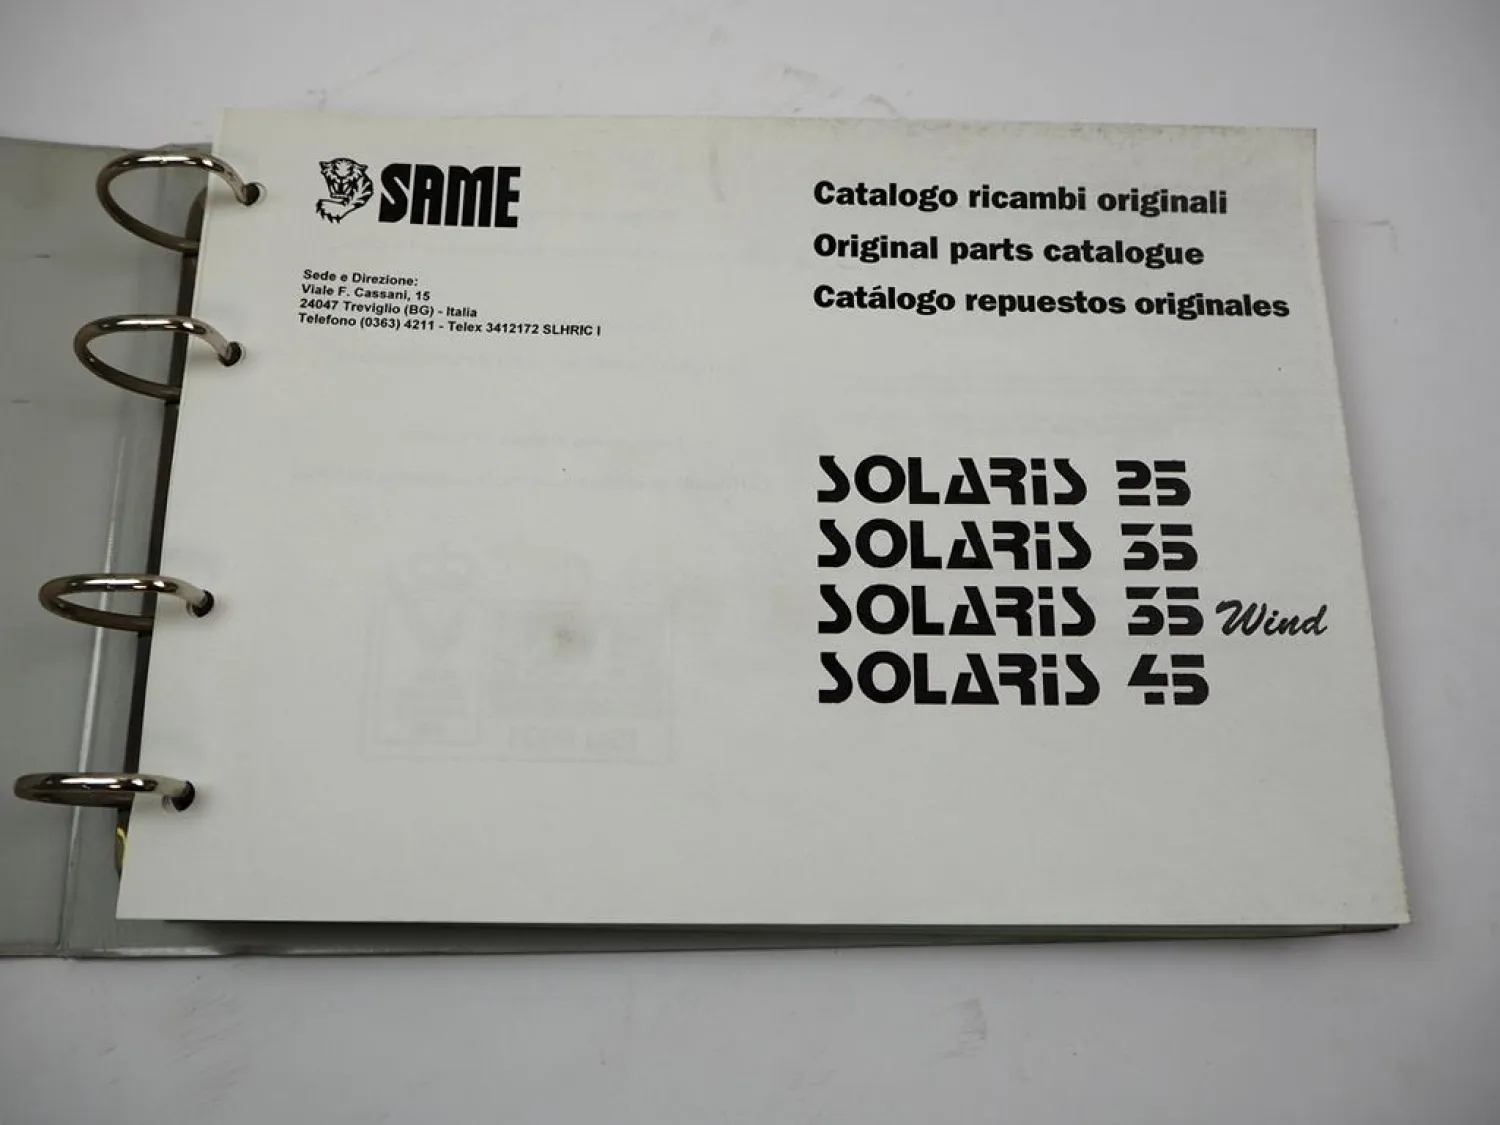 SAME
Sede e Direzione:
Viale F. Cassani, 15
24047 Treviglio (BG) - Italia
Telefono (0363) 4211 - Telex 3412172 SLHRIC I
Catalogo ricambi originali
Original parts catalogue
Catálogo repuestos originales
SOLARiS 25
SOLARiS 35
SOLARiS 35 Wind
SOLARiS 45